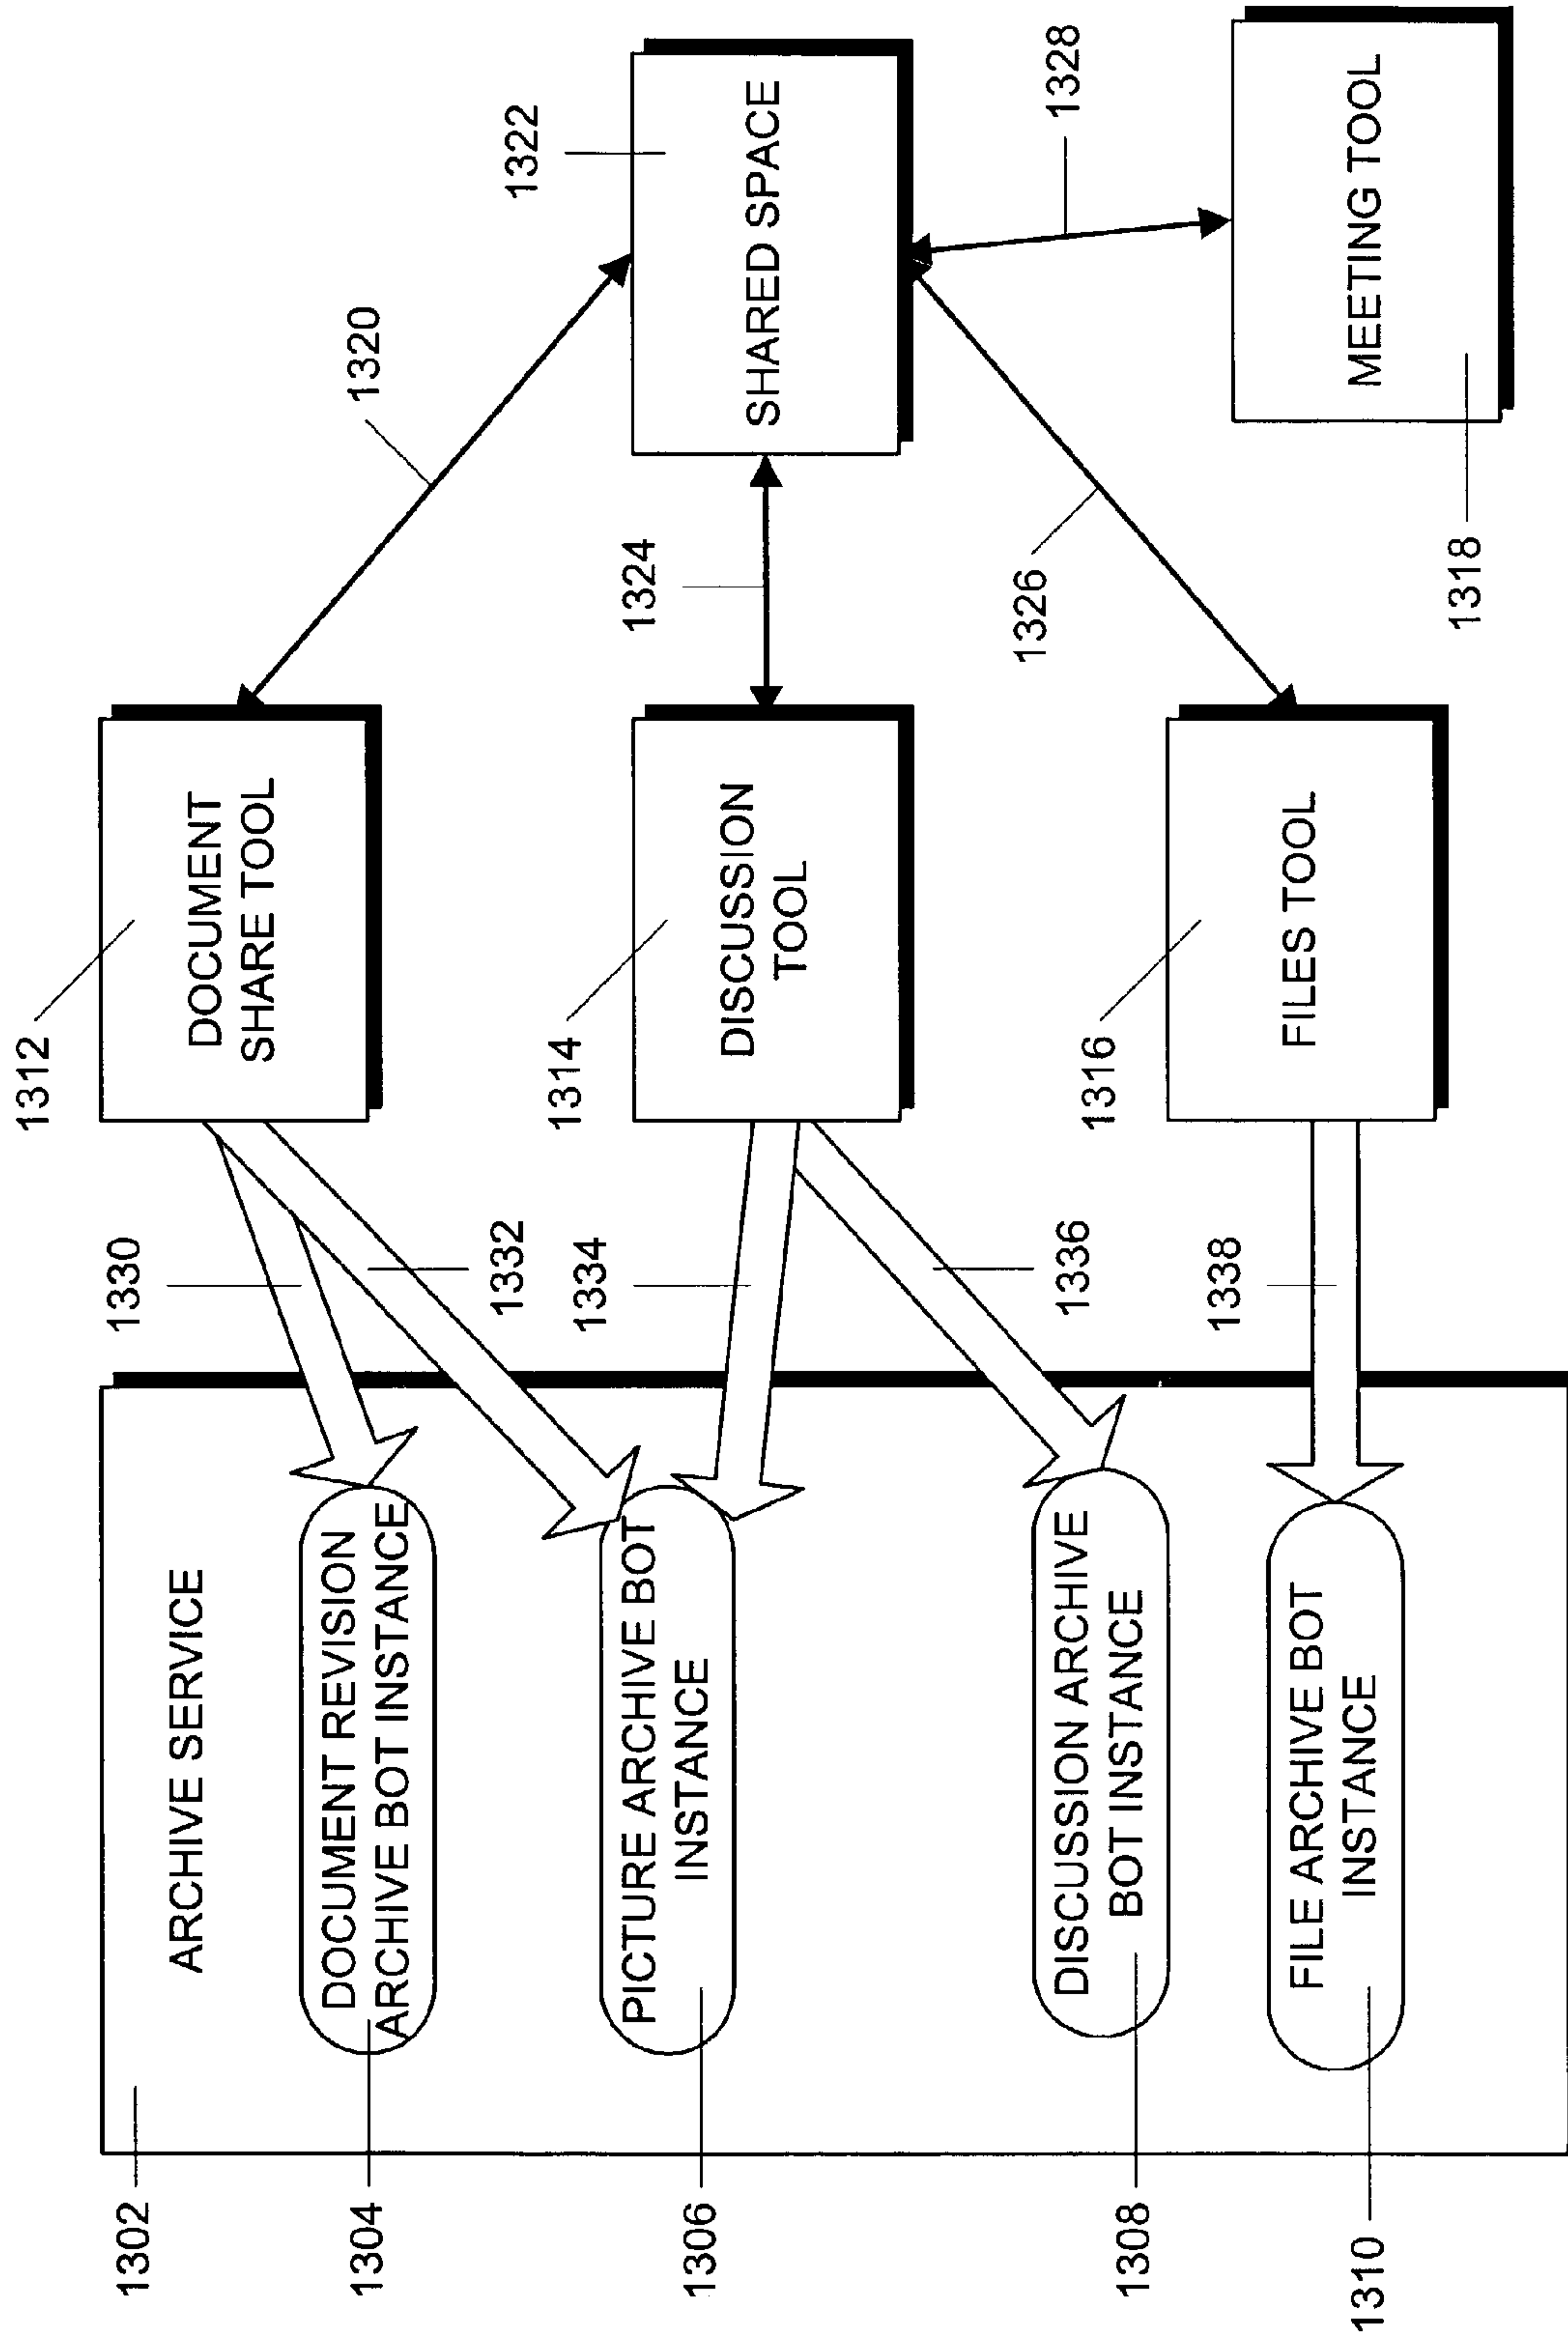 1302
ARCHIVE SERVICE
1304
DOCUMENT REVISION
ARCHIVE BOT INSTANCE
1306
PICTURE ARCHIVE BOT
INSTANCE
1308
DISCUSSION ARCHIVE
BOT INSTANCE
1310
FILE ARCHIVE BOT
INSTANCE
1330
1332
1334
1336
1338
1312
DOCUMENT
SHARE TOOL
1314
DISCUSSION
TOOL
1316
FILES TOOL
1320
1324
1326
1322
SHARED SPACE
1328
1318
MEETING TOOL